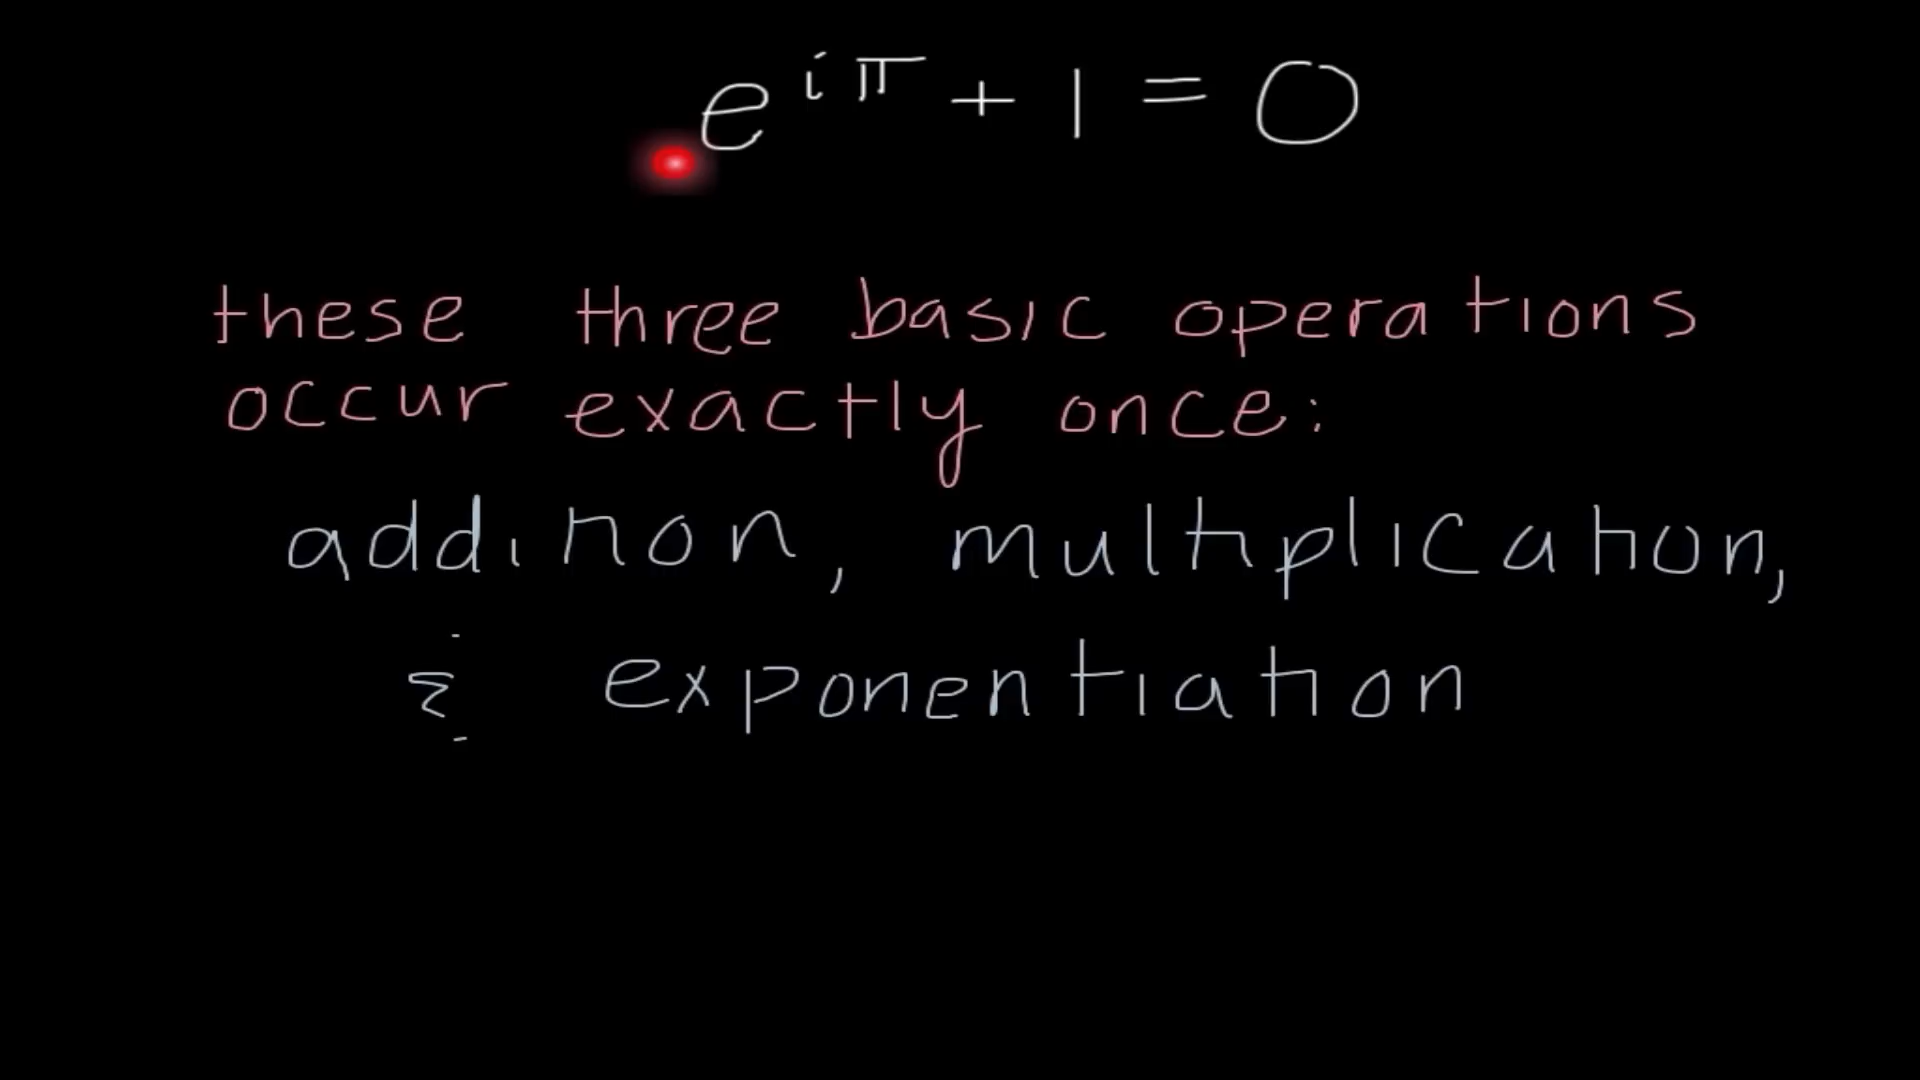 e^{iπ} + 1 = 0
these three basic operations
occur exactly once:
addition, multiplication,
& exponentiation